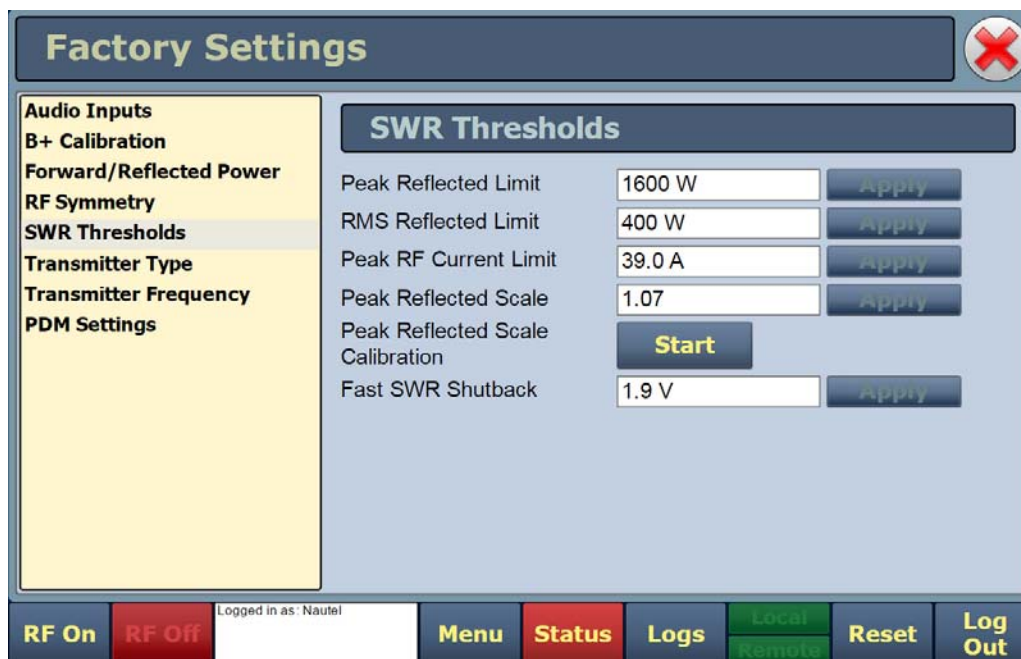 Factory Settings
Audio Inputs
B+ Calibration
Forward/Reflected Power
RF Symmetry
SWR Thresholds
Transmitter Type
Transmitter Frequency
PDM Settings
SWR Thresholds
Peak Reflected Limit 1600 W Apply
RMS Reflected Limit 400 W Apply
Peak RF Current Limit 39.0 A Apply
Peak Reflected Scale 1.07 Apply
Peak Reflected Scale
Calibration Start
Fast SWR Shutback 1.9 V Apply
RF On
RF Off
Logged in as: Nautel
Menu
Status
Logs
Local
Remote
Reset
Log
Out